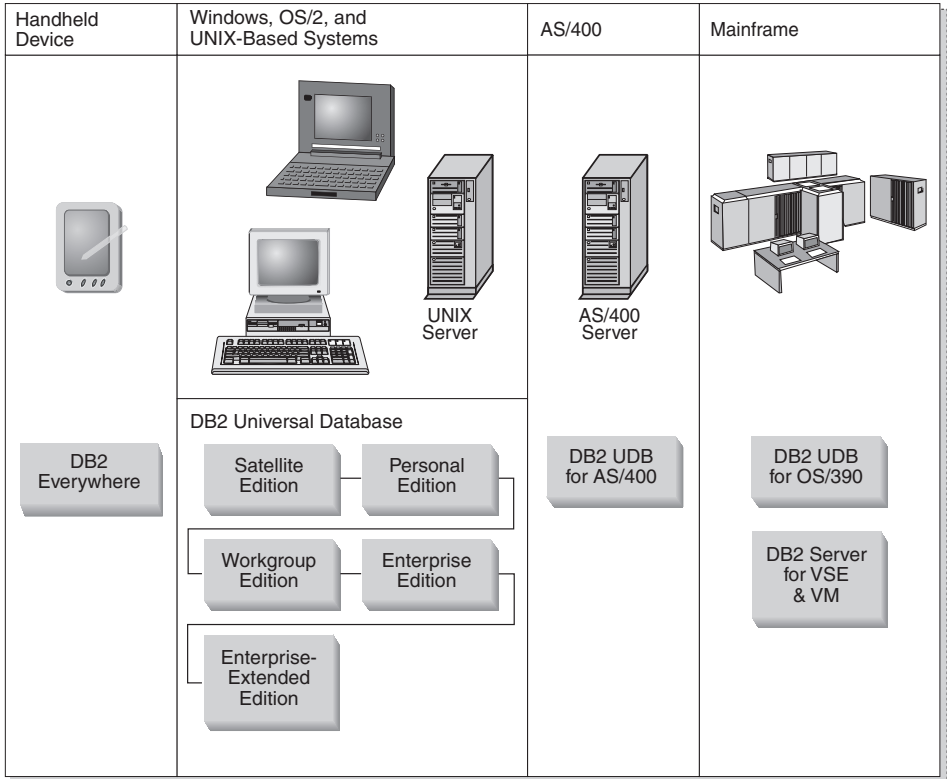 Handheld
Device
Windows, OS/2, and
UNIX-Based Systems
AS/400
Mainframe
UNIX
Server
AS/400
Server
DB2 Universal Database
DB2
Everywhere
Satellite
Edition
Personal
Edition
Workgroup
Edition
Enterprise
Edition
Enterprise-
Extended
Edition
DB2 UDB
for AS/400
DB2 UDB
for OS/390
DB2 Server
for VSE
& VM